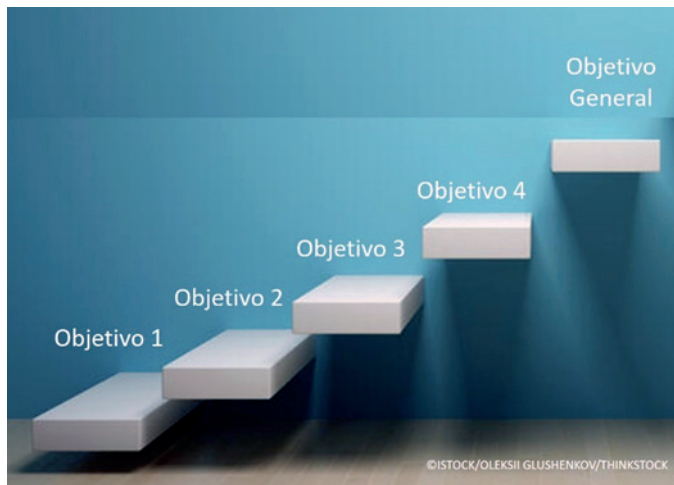 Objetivo
General
Objetivo 4
Objetivo 3
Objetivo 2
Objetivo 1
©ISTOCK/OLEKSII GLUSHENKOV/THINKSTOCK